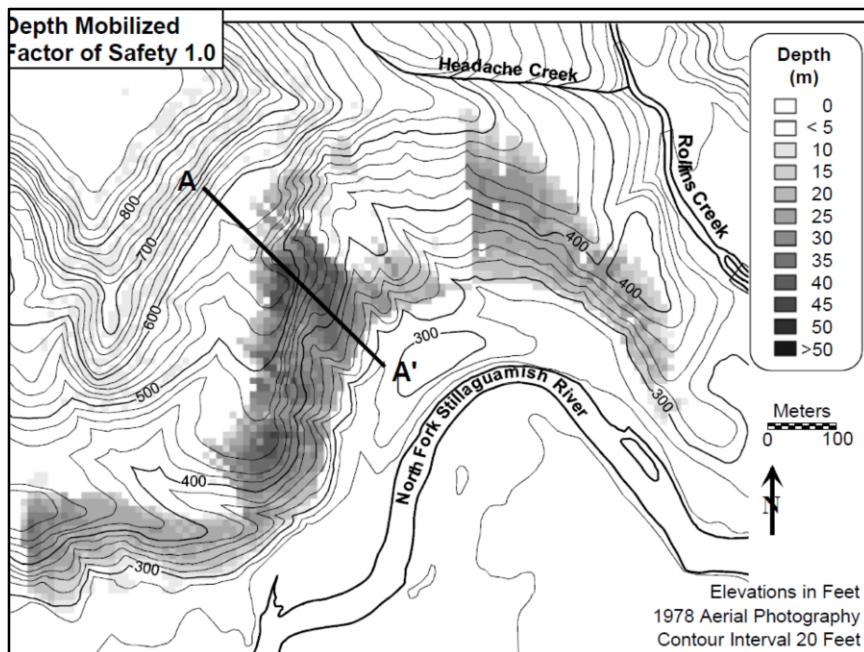 Depth Mobilized
Factor of Safety 1.0
Headache Creek
Rollins Creek
Depth
(m)
0
< 5
10
15
20
25
30
35
40
45
50
>50
A
800
700
600
500
400
300
400
400
300
300
A'
North Fork Stillaguamish River
Meters
0 100
N
Elevations in Feet
1978 Aerial Photography
Contour Interval 20 Feet